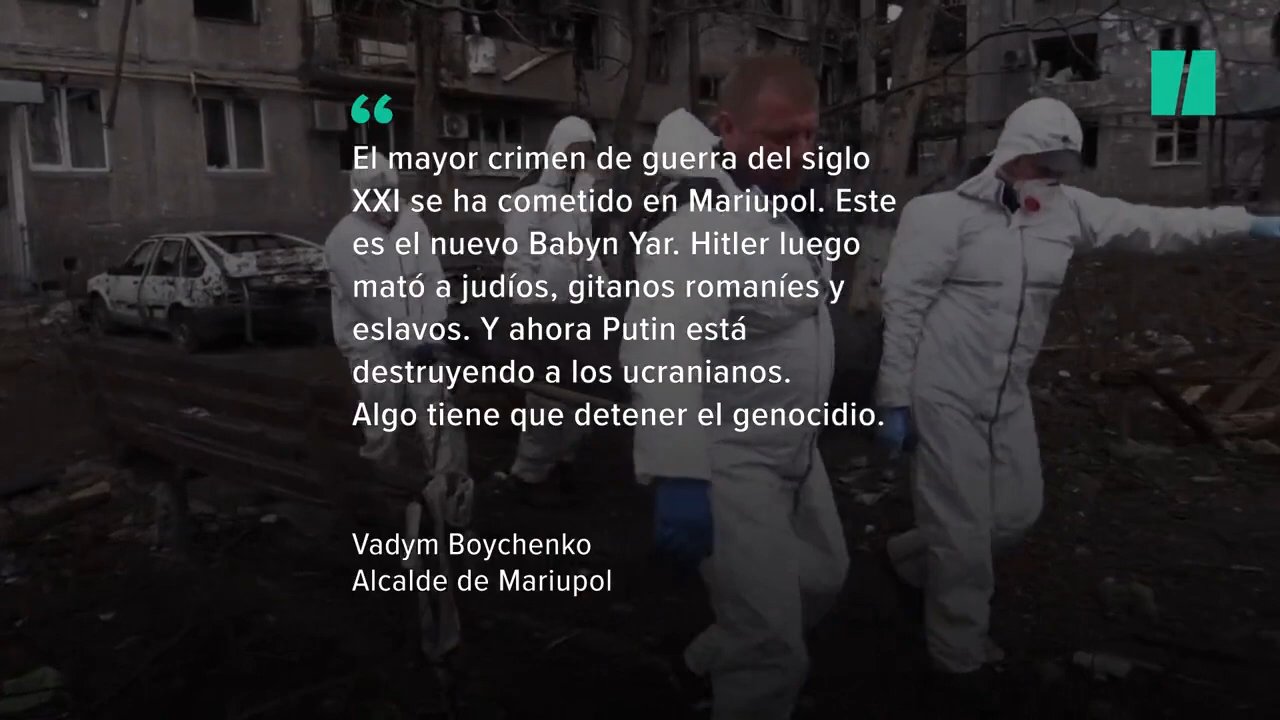 “
El mayor crimen de guerra del siglo
XXI se ha cometido en Mariupol. Este
es el nuevo Babyn Yar. Hitler luego
mató a judíos, gitanos romaníes y
eslavos. Y ahora Putin está
destruyendo a los ucranianos.
Algo tiene que detener el genocidio.
Vadym Boychenko
Alcalde de Mariupol